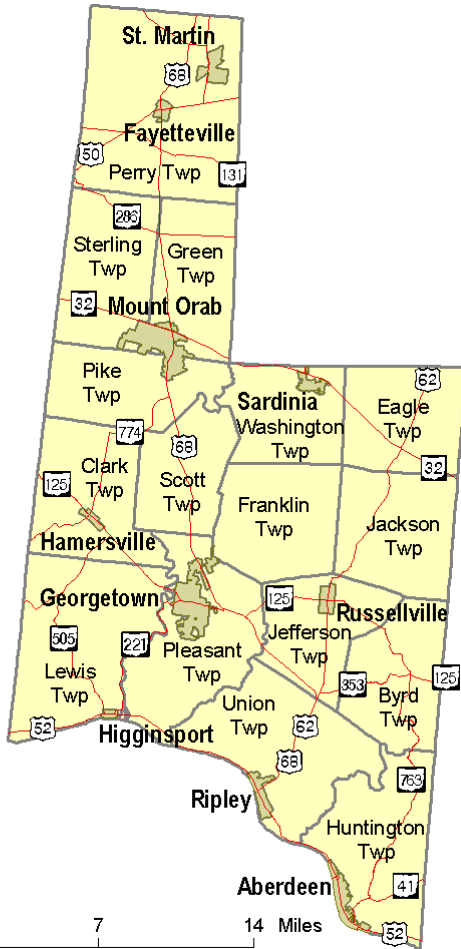 St. Martin
68
Fayetteville
50
Perry Twp
131
286
Sterling
Twp
Green
Twp
32
Mount Orab
Pike
Twp
62
Sardinia
Washington
Twp
Eagle
Twp
774
68
32
Clark
Twp
125
Scott
Twp
Franklin
Twp
Jackson
Twp
Hamersville
Georgetown
125
Russellville
Jefferson
Twp
505
221
Pleasant
Twp
Lewis
Twp
353
125
Byrd
Twp
Union
Twp
52
Higginsport
62
68
763
Ripley
Huntington
Twp
Aberdeen
41
52
7
14 Miles